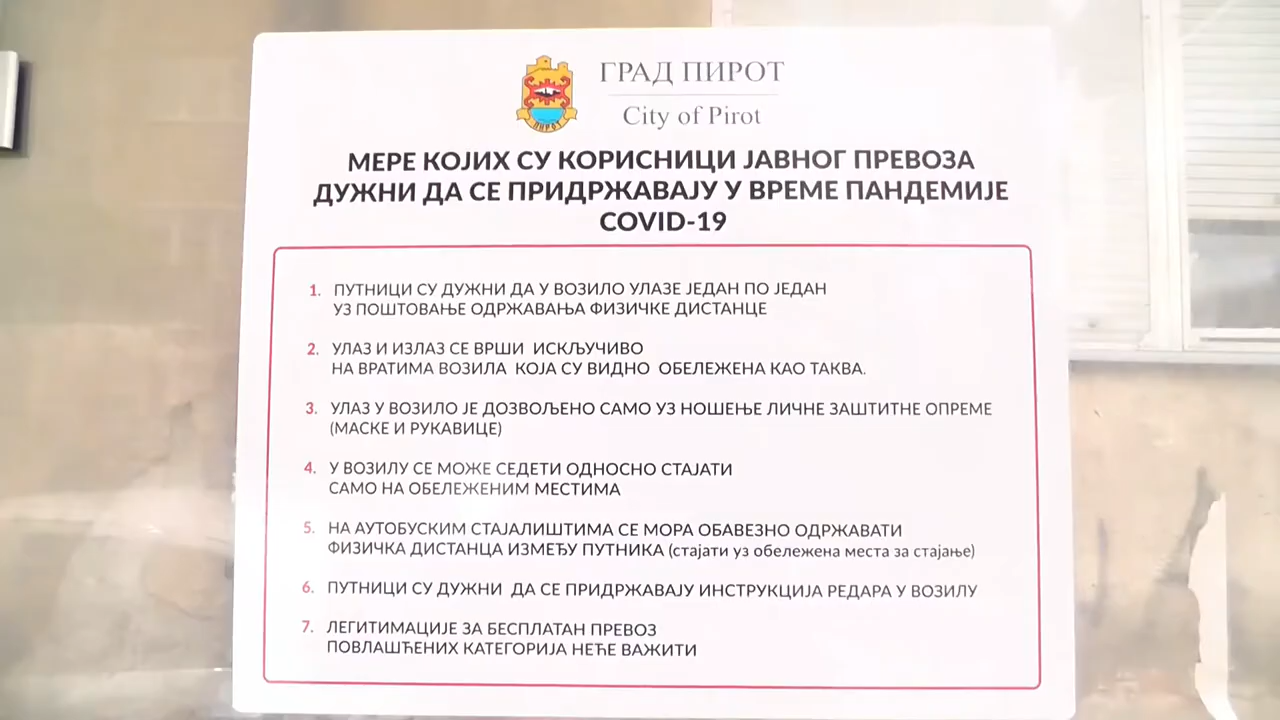 ГРАД ПИРОТ
City of Pirot
ПИРОТ
МЕРЕ КОЈИХ СУ КОРИСНИЦИ ЈАВНОГ ПРЕВОЗА
ДУЖНИ ДА СЕ ПРИДРЖАВАЈУ У ВРЕМЕ ПАНДЕМИЈЕ
COVID-19
1. ПУТНИЦИ СУ ДУЖНИ ДА У ВОЗИЛО УЛАЗЕ ЈЕДАН ПО ЈЕДАН
УЗ ПОШТОВАЊЕ ОДРЖАВАЊА ФИЗИЧКЕ ДИСТАНЦЕ
2. УЛАЗ И ИЗЛАЗ СЕ ВРШИ ИСКЉУЧИВО
НА ВРАТИМА ВОЗИЛА КОЈА СУ ВИДНО ОБЕЛЕЖЕНА КАО ТАКВА.
3. УЛАЗ У ВОЗИЛО ЈЕ ДОЗВОЉЕНО САМО УЗ НОШЕЊЕ ЛИЧНЕ ЗАШТИТНЕ ОПРЕМЕ
(МАСКЕ И РУКАВИЦЕ)
4. У ВОЗИЛУ СЕ МОЖЕ СЕДЕТИ ОДНОСНО СТАЈАТИ
САМО НА ОБЕЛЕЖЕНИМ МЕСТИМА
5. НА АУТОБУСКИМ СТАЈАЛИШТИМА СЕ МОРА ОБАВЕЗНО ОДРЖАВАТИ
ФИЗИЧКА ДИСТАНЦА ИЗМЕЂУ ПУТНИКА (стајати уз обележена места за стајање)
6. ПУТНИЦИ СУ ДУЖНИ ДА СЕ ПРИДРЖАВАЈУ ИНСТРУКЦИЈА РЕДАРА У ВОЗИЛУ
7. ЛЕГИТИМАЦИЈЕ ЗА БЕСПЛАТАН ПРЕВОЗ
ПОВЛАШЋЕНИХ КАТЕГОРИЈА НЕЋЕ ВАЖИТИ